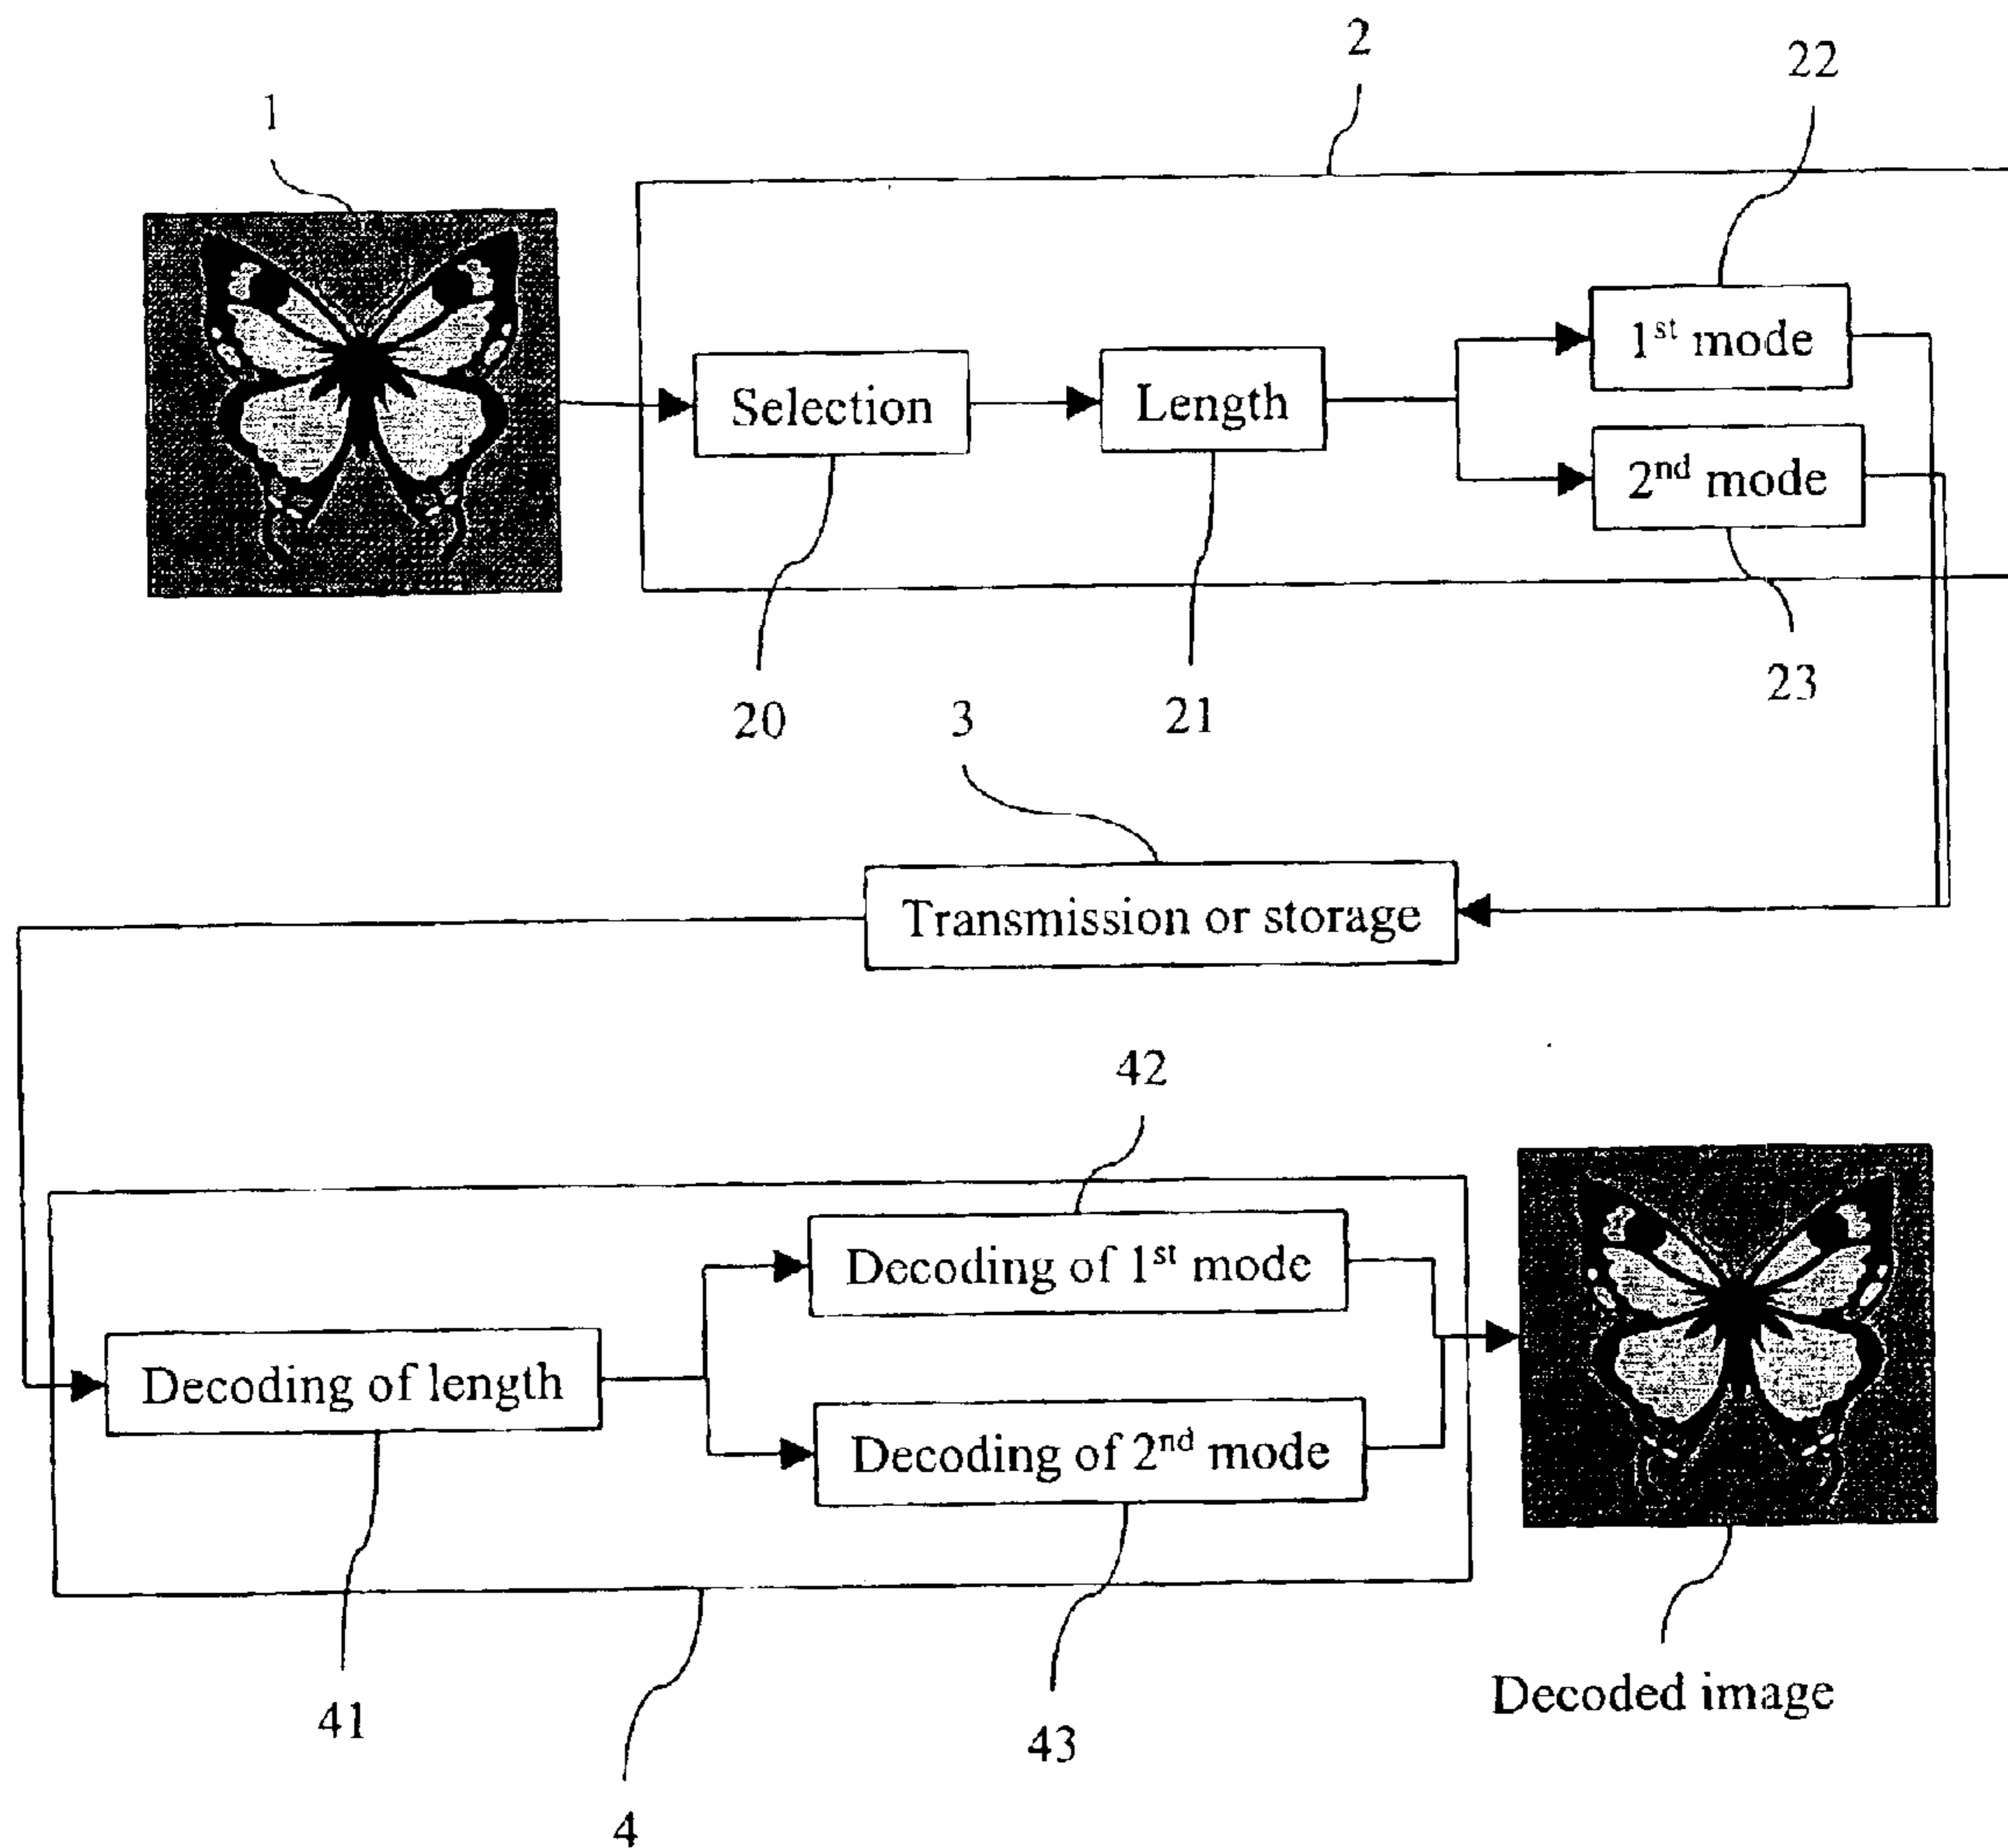 2
22
1
1st mode
Selection
Length
2nd mode
23
20
3
21
Transmission or storage
42
Decoding of 1st mode
Decoding of length
Decoding of 2nd mode
Decoded image
41
43
4